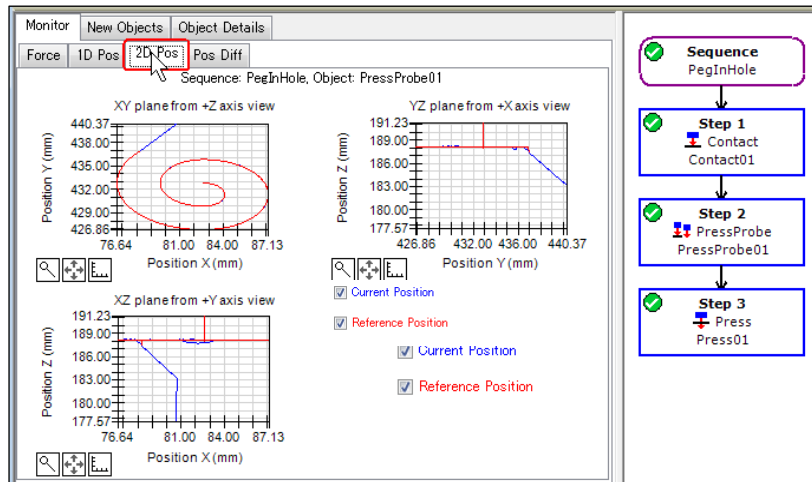 Monitor New Objects Object Details
Force 1D Pos 2D Pos Pos Diff
Sequence: PegInHole, Object: PressProbe01
XY plane from +Z axis view
Position Y (mm)
440.37
438.00
435.00
432.00
429.00
426.86
76.64 81.00 84.00 87.13
Position X (mm)
YZ plane from +X axis view
Position Z (mm)
191.23
189.00
186.00
183.00
180.00
177.57
426.86 432.00 436.00 440.37
Position Y (mm)
Current Position
Reference Position
Current Position
Reference Position
XZ plane from +Y axis view
Position Z (mm)
191.23
189.00
186.00
183.00
180.00
177.57
76.64 81.00 84.00 87.13
Position X (mm)
Sequence
PegInHole
Step 1
Contact
Contact01
Step 2
PressProbe
PressProbe01
Step 3
Press
Press01